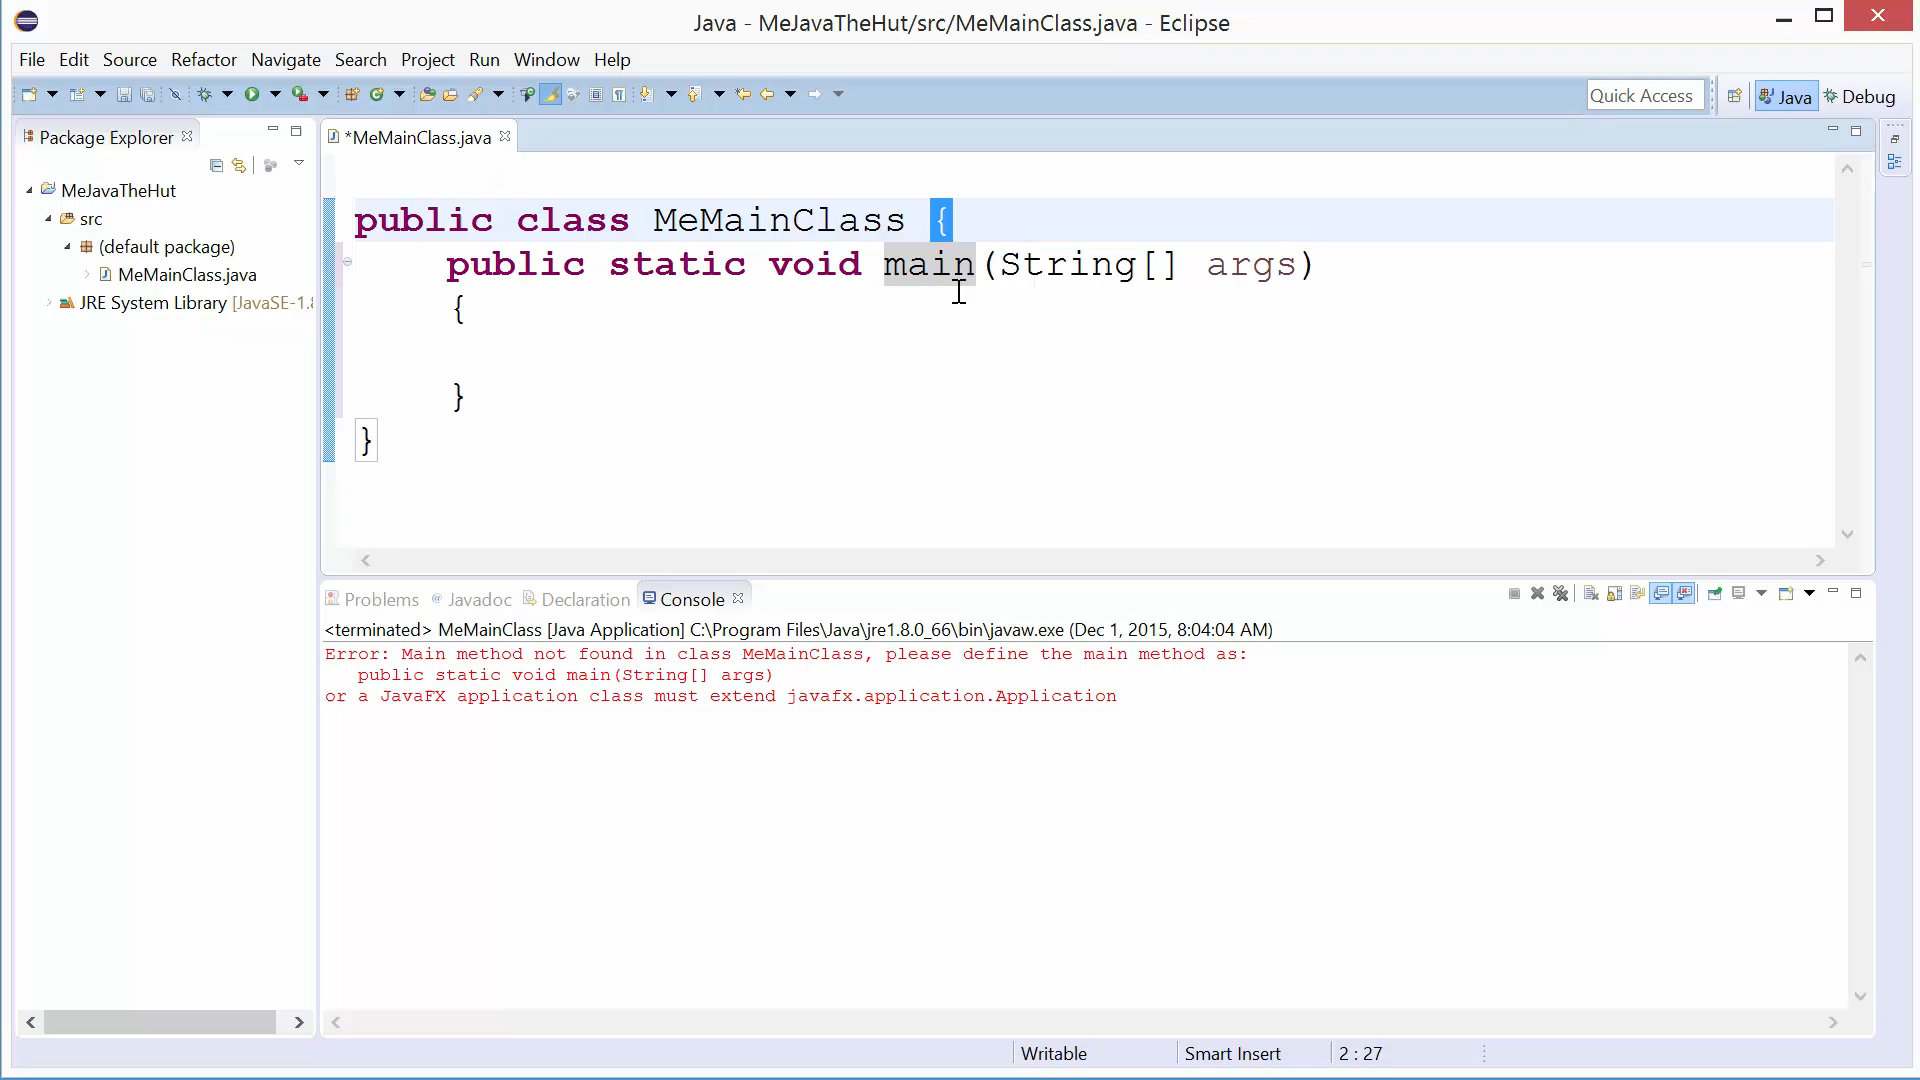 Java - MeJavaTheHut/src/MeMainClass.java - Eclipse
File Edit Source Refactor Navigate Search Project Run Window Help
Quick Access Java Debug
Package Explorer
*MeMainClass.java
MeJavaTheHut
src
(default package)
MeMainClass.java
JRE System Library [JavaSE-1.8
public class MeMainClass {
public static void main(String[] args)
{
}
}
Problems @ Javadoc Declaration Console
<terminated> MeMainClass [Java Application] C:\Program Files\Java\jre1.8.0_66\bin\javaw.exe (Dec 1, 2015, 8:04:04 AM)
Error: Main method not found in class MeMainClass, please define the main method as:
public static void main(String[] args)
or a JavaFX application class must extend javafx.application.Application
Writable Smart Insert 2 : 27